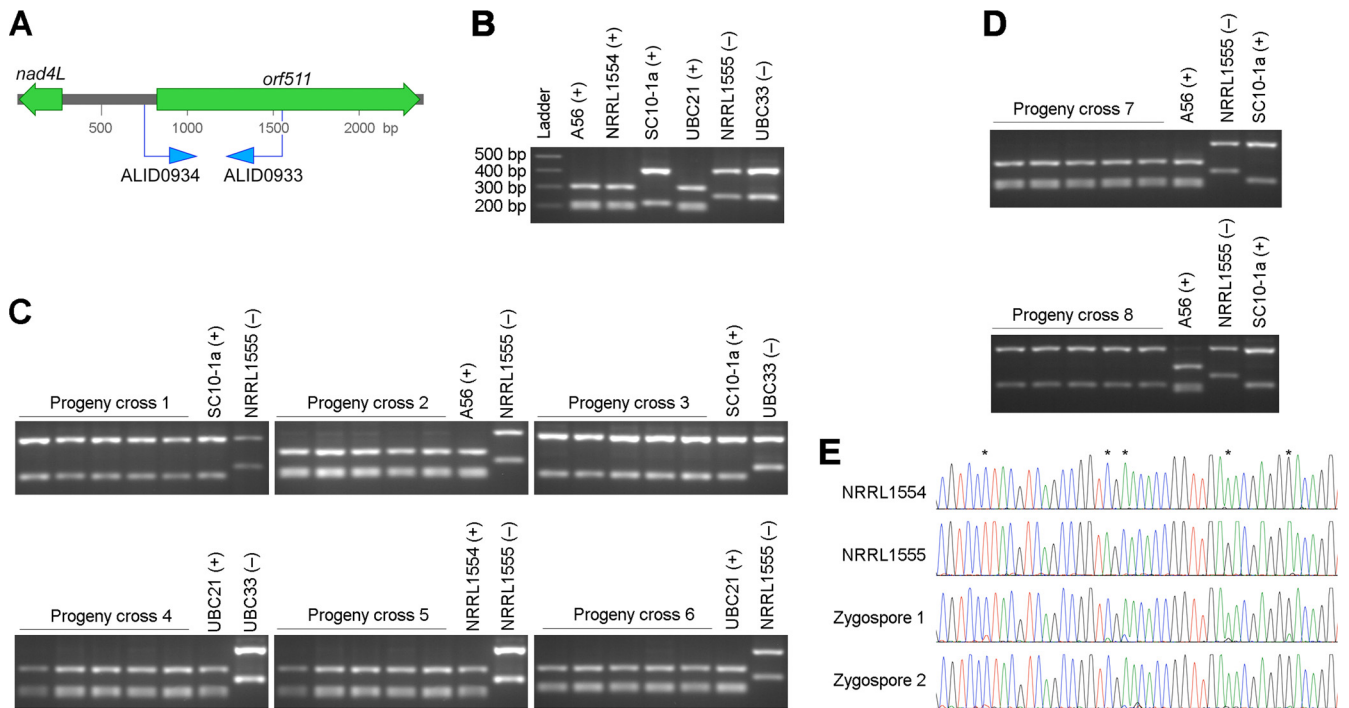 A
nad4L
orf511
500
1000
1500
2000 bp
ALID0934
ALID0933
B
Ladder
A56 (+)
NRRL1554 (+)
SC10-1a (+)
UBC21 (+)
NRRL1555 (–)
UBC33 (–)
500 bp
400 bp
300 bp
200 bp
C
Progeny cross 1
SC10-1a (+)
NRRL1555 (–)
Progeny cross 2
A56 (+)
NRRL1555 (–)
Progeny cross 3
SC10-1a (+)
UBC33 (–)
Progeny cross 4
UBC21 (+)
UBC33 (–)
Progeny cross 5
NRRL1554 (+)
NRRL1555 (–)
Progeny cross 6
UBC21 (+)
NRRL1555 (–)
D
Progeny cross 7
A56 (+)
NRRL1555 (–)
SC10-1a (+)
Progeny cross 8
A56 (+)
NRRL1555 (–)
SC10-1a (+)
E
* * * * *
NRRL1554
NRRL1555
Zygospore 1
Zygospore 2